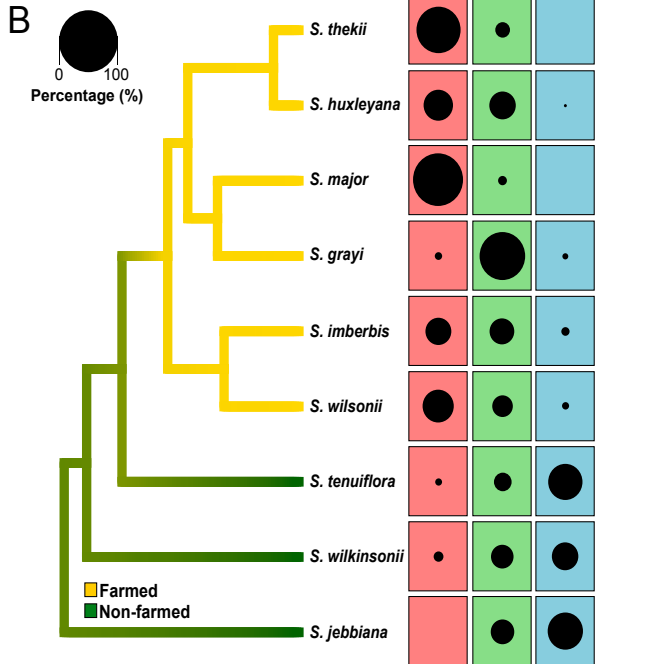 B
0 100
Percentage (%)
S. thekii
S. huxleyana
S. major
S. grayi
S. imberbis
S. wilsonii
S. tenuiflora
S. wilkinsonii
S. jebbiana
Farmed
Non-farmed